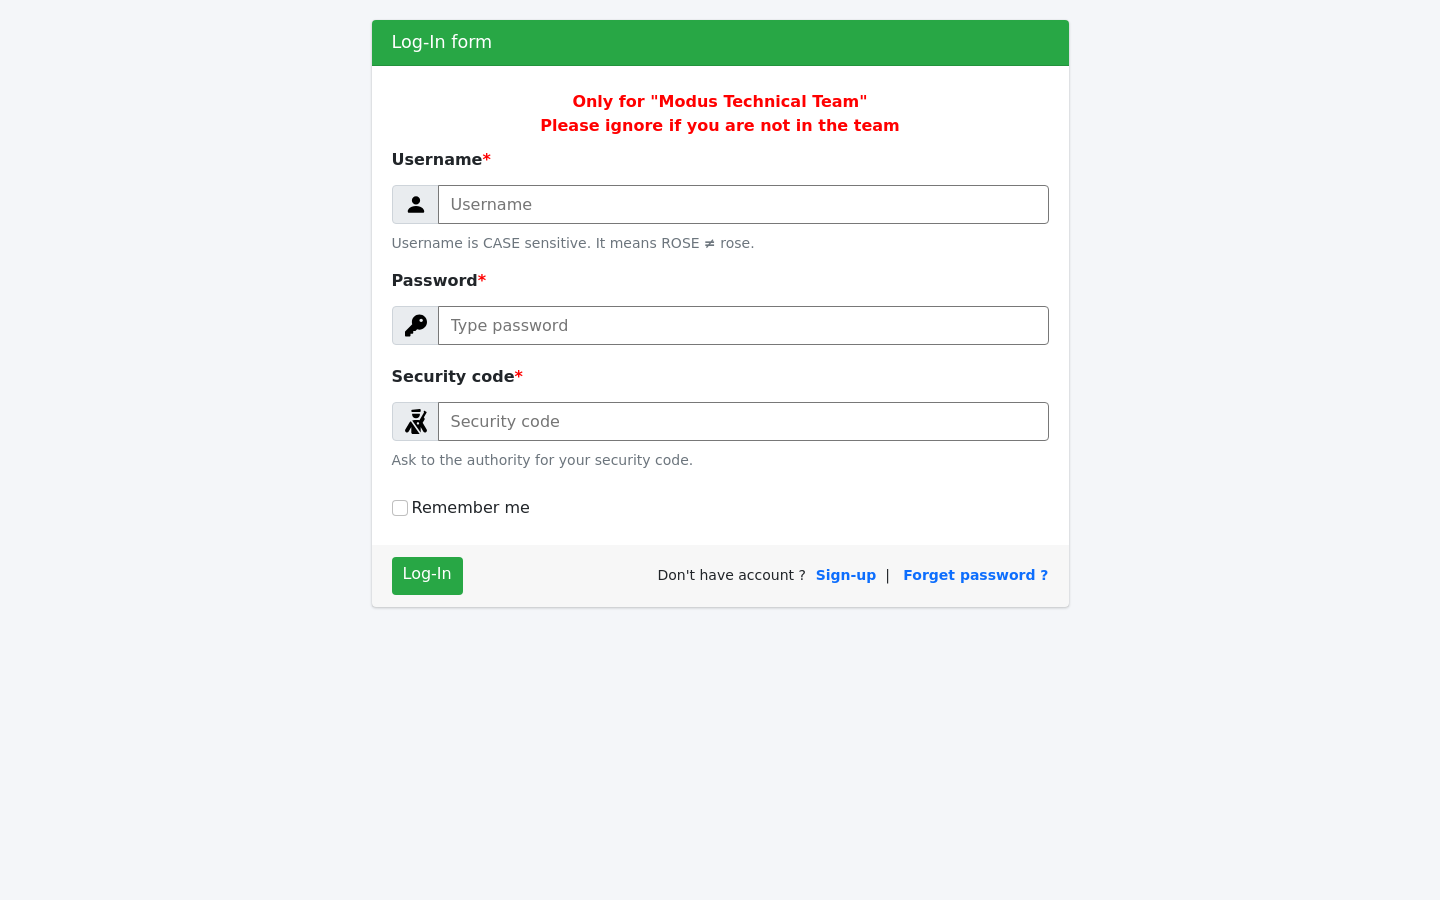 Log-In form
Only for "Modus Technical Team"
Please ignore if you are not in the team
Username*
Username
Username is CASE sensitive. It means ROSE ≠ rose.
Password*
Type password
Security code*
Security code
Ask to the authority for your security code.
Remember me
Log-In Don't have account ? Sign-up | Forget password ?